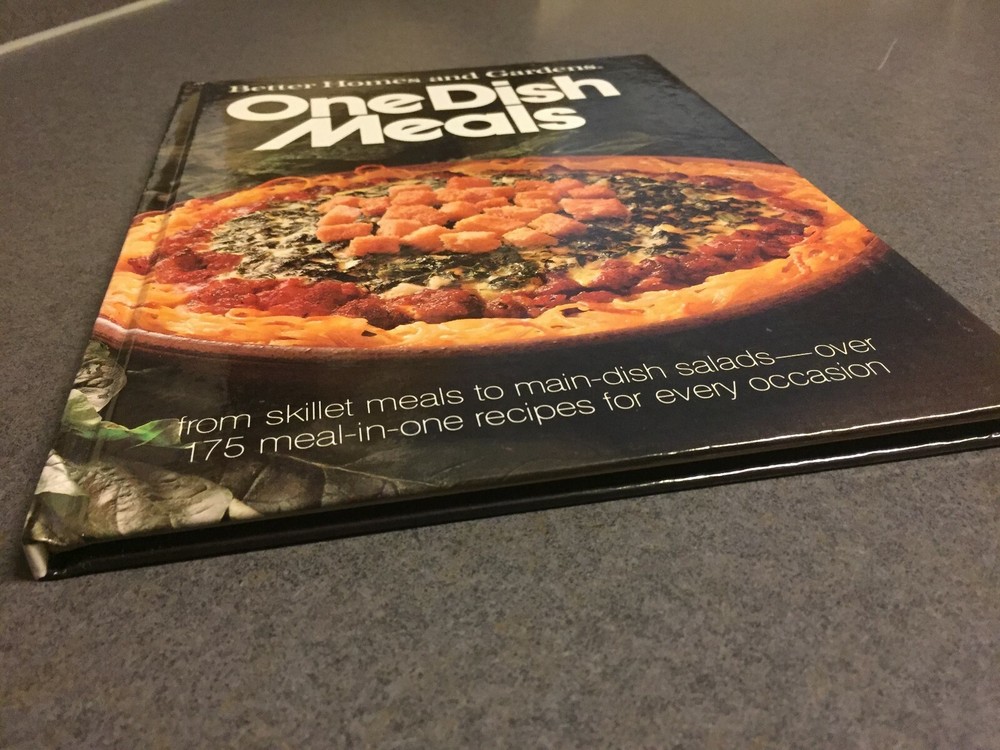 Better Homes and Gardens®
One Dish
Meals
from skillet meals to main-dish salads—over
175 meal-in-one recipes for every occasion